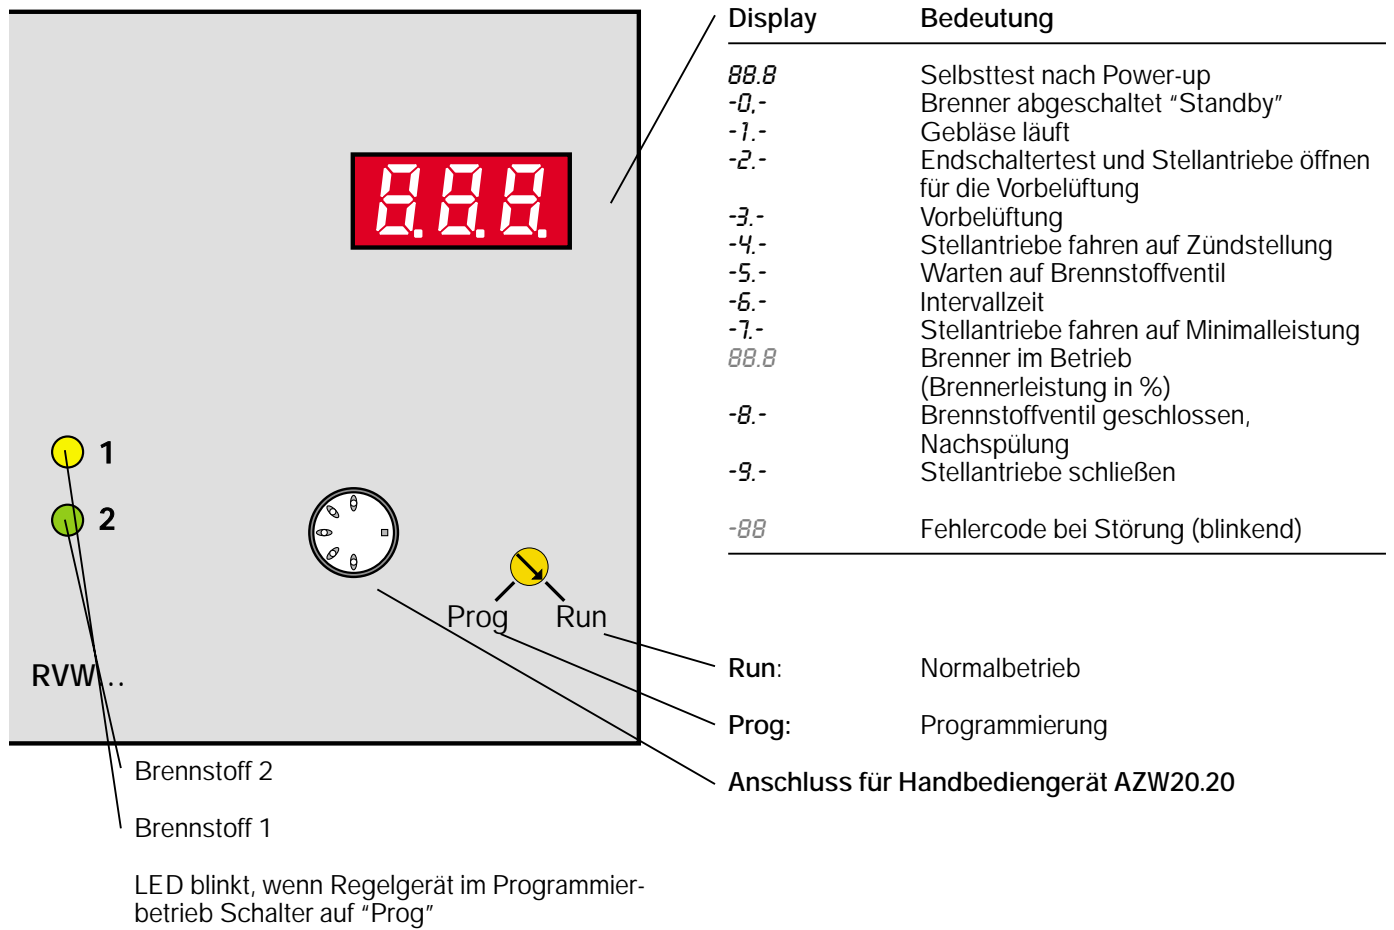 Display Bedeutung
88.8 Selbsttest nach Power-up
-0.- Brenner abgeschaltet “Standby”
-1.- Gebläse läuft
-2.- Endschaltertest und Stellantriebe öffnen
für die Vorbelüftung
-3.- Vorbelüftung
-4.- Stellantriebe fahren auf Zündstellung
-5.- Warten auf Brennstoffventil
-6.- Intervallzeit
-7.- Stellantriebe fahren auf Minimalleistung
88.8 Brenner im Betrieb
(Brennerleistung in %)
-8.- Brennstoffventil geschlossen,
Nachspülung
-9.- Stellantriebe schließen
-88 Fehlercode bei Störung (blinkend)
8.8.8.
1
2
Prog Run
RVW...
Run: Normalbetrieb
Prog: Programmierung
Anschluss für Handbediengerät AZW20.20
Brennstoff 2
Brennstoff 1
LED blinkt, wenn Regelgerät im Programmier-
betrieb Schalter auf “Prog”